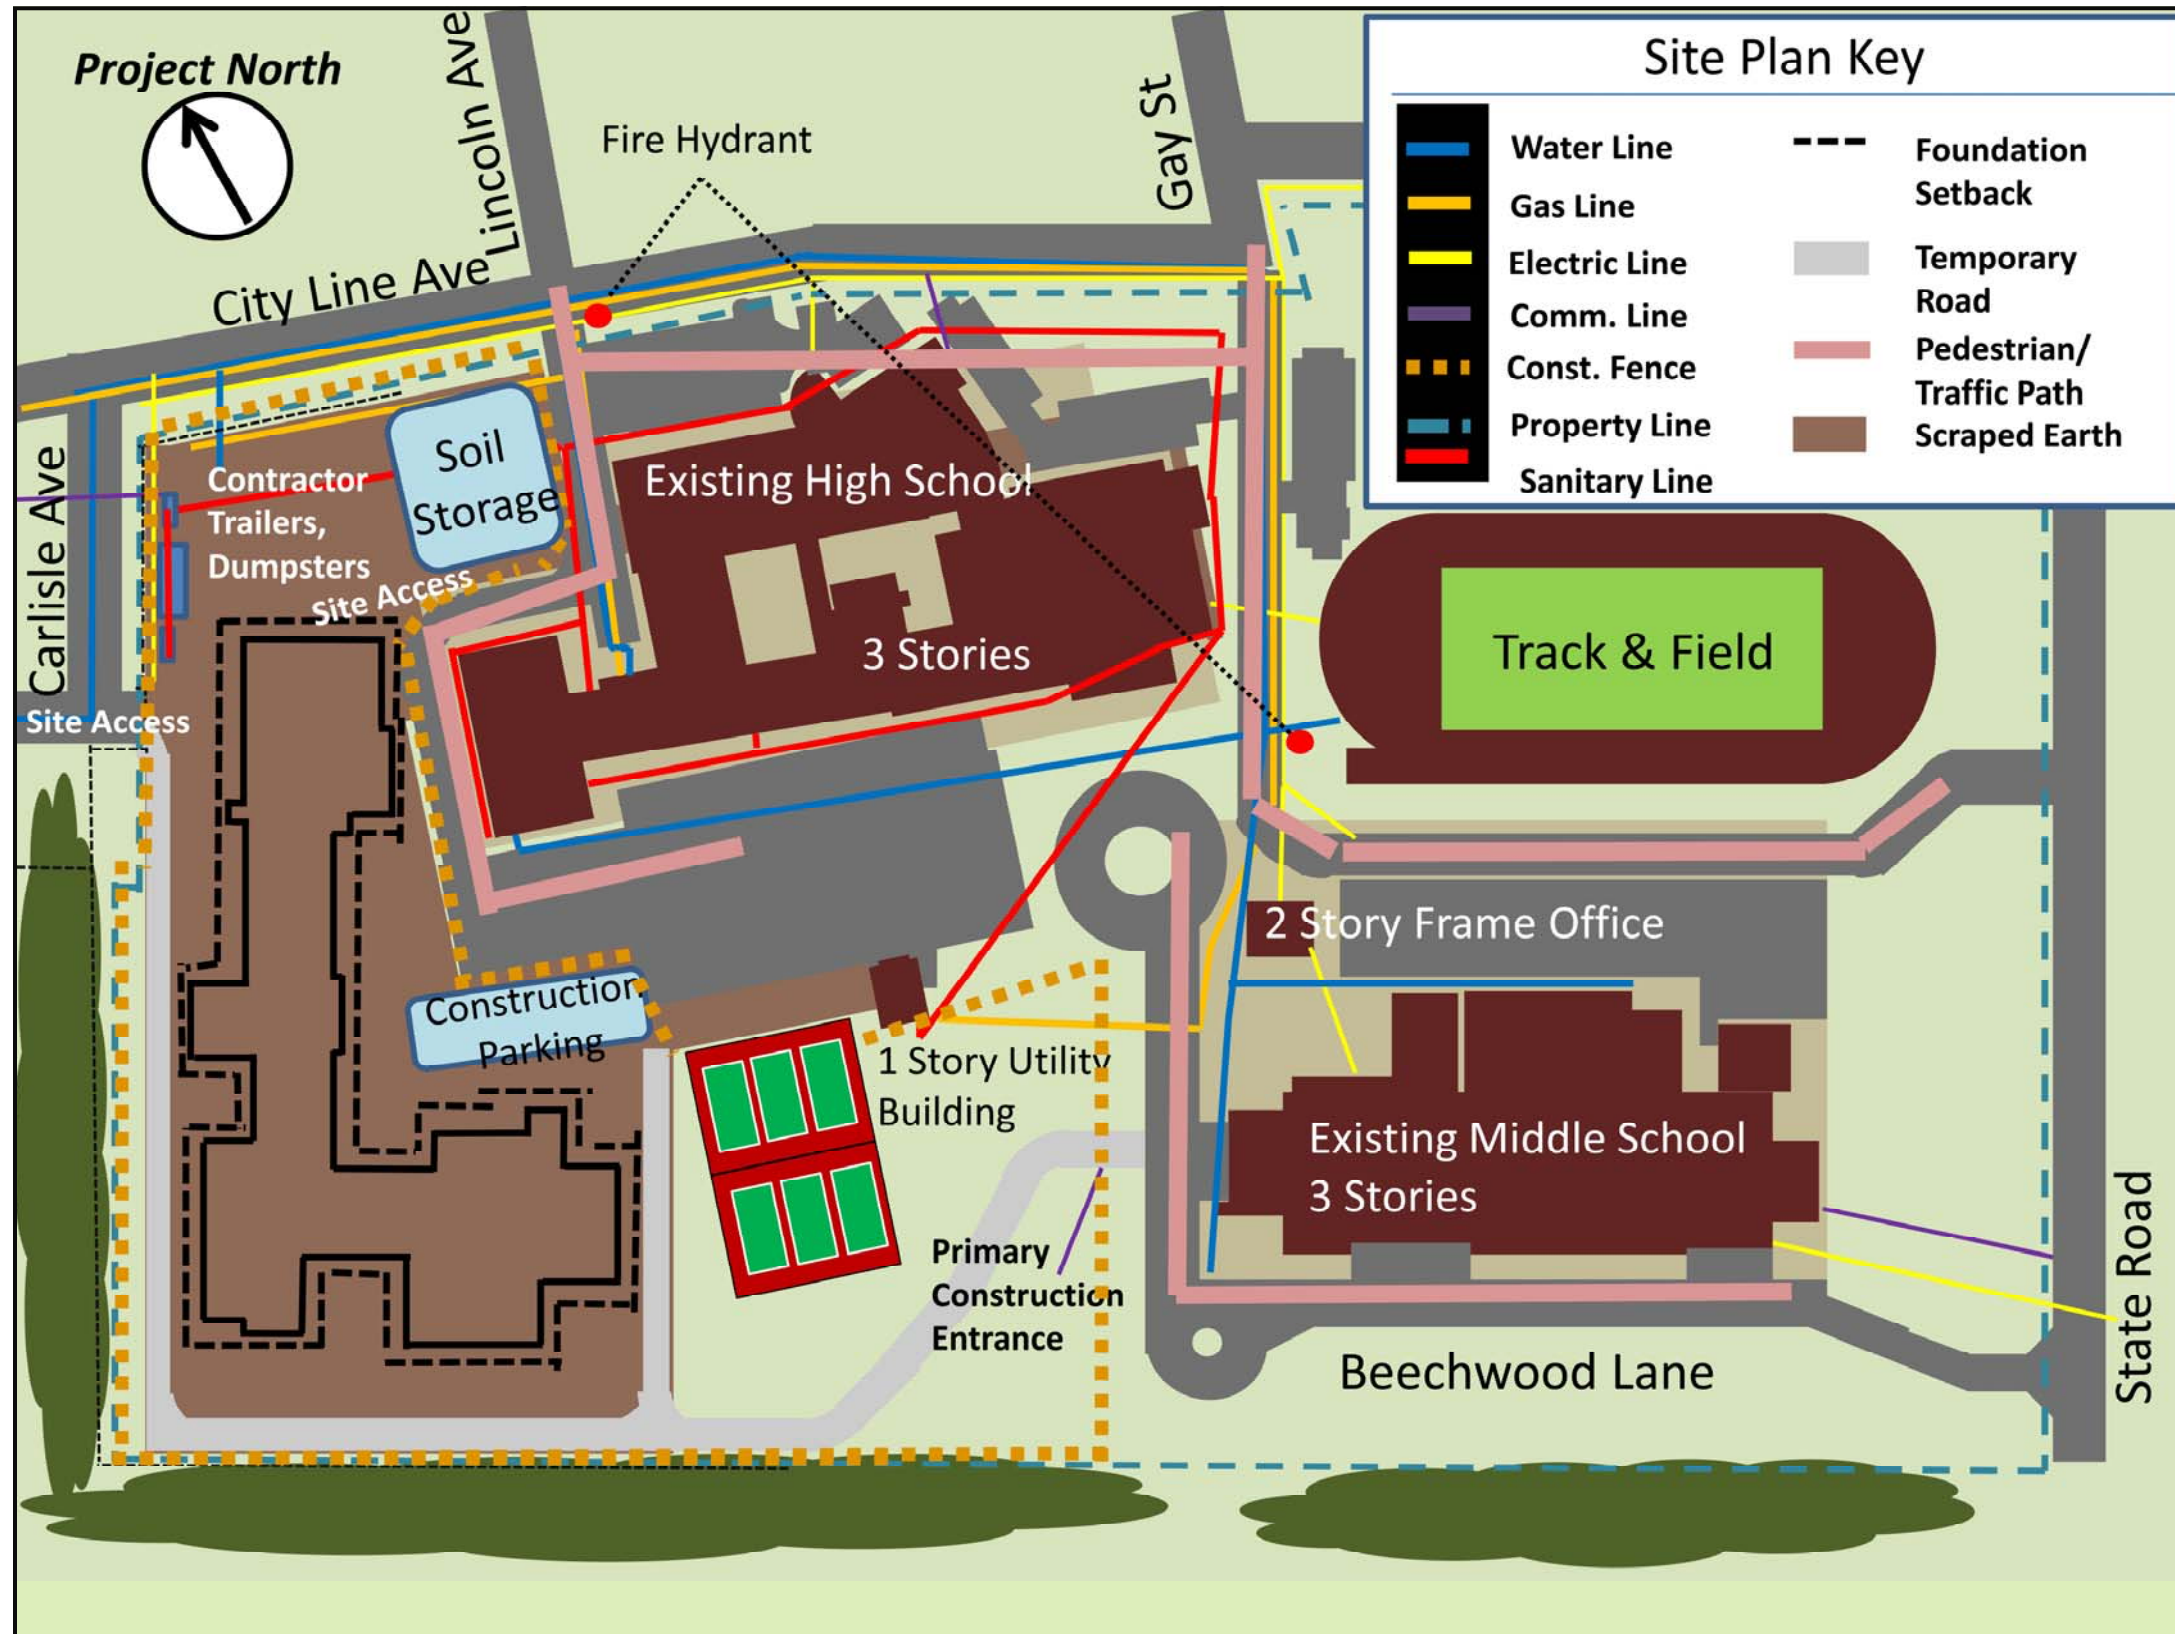 Project North
Lincoln Ave
Gay St
Fire Hydrant
City Line Ave
Site Plan Key
Water Line
Gas Line
Electric Line
Comm. Line
Const. Fence
Property Line
Sanitary Line
Foundation
Setback
Temporary
Road
Pedestrian/
Traffic Path
Scraped Earth
Carlisle Ave
Contractor
Trailers,
Dumpsters
Soil
Storage
Site Access
Existing High School
3 Stories
Track & Field
Site Access
2 Story Frame Office
Construction
Parking
1 Story Utility
Building
Existing Middle School
3 Stories
Primary
Construction
Entrance
Beechwood Lane
State Road